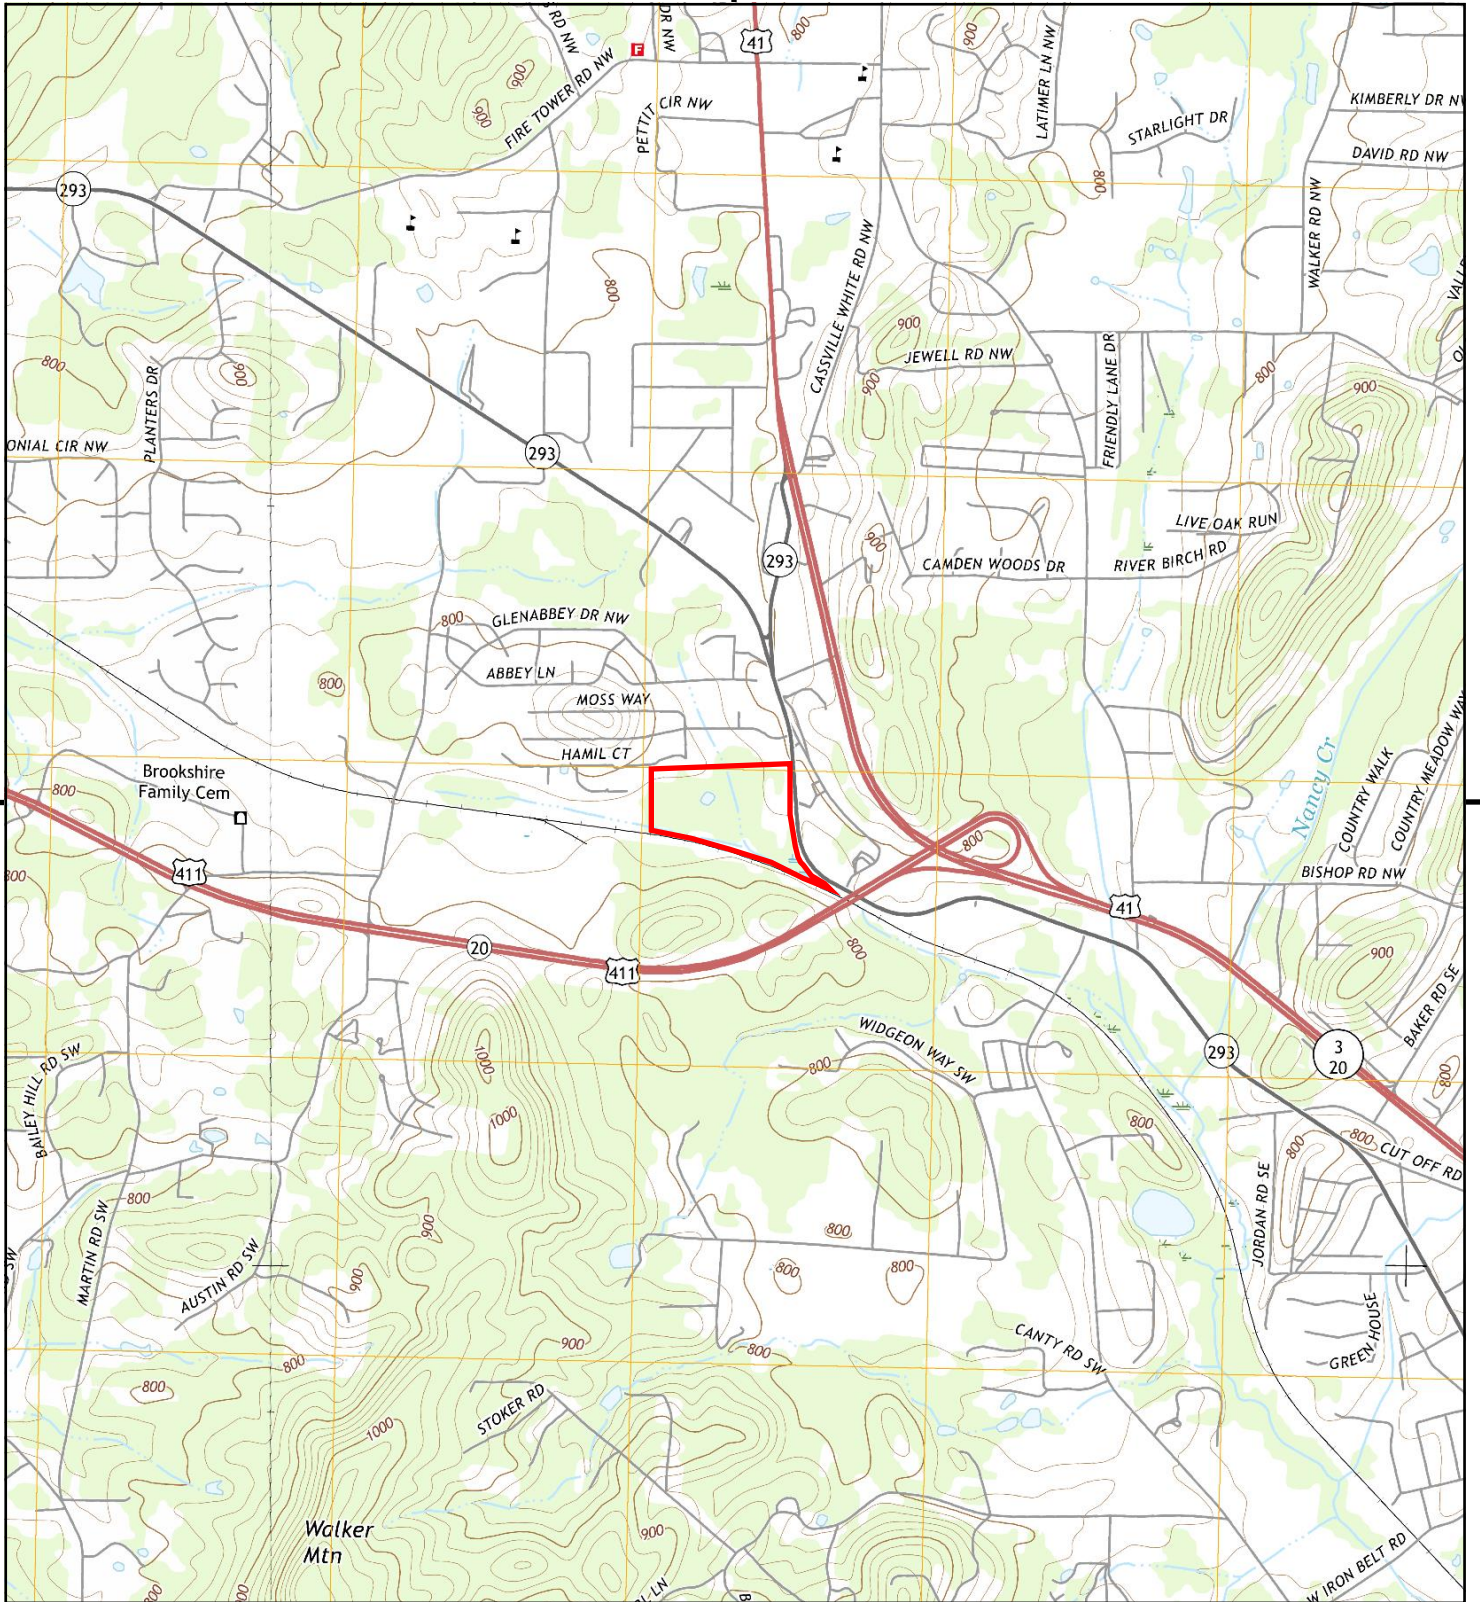 RD NW
DR NW
41
800
900
LATIMER LN NW
F
FIRE TOWER RD NW
900
900
PETTIT CIR NW
KIMBERLY DR NW
STARLIGHT DR
DAVID RD NW
293
800
WALKER RD NW
CASSVILLE WHITE RD NW
800
900
JEWELL RD NW
FRIENDLY LANE DR
800
900
800
900
900
PLANTERS DR
ONIAL CIR NW
293
LIVE OAK RUN
900
293
CAMDEN WOODS DR
RIVER BIRCH RD
800
GLENABBEY DR NW
ABBEY LN
800
MOSS WAY
HAMIL CT
Brookshire
Family Cem
800
Nancy Cr
COUNTRY WALK
COUNTRY MEADOW WAY
800
411
800
BISHOP RD NW
41
20
411
800
900
BAKER RD SE
WIDGEON WAY SW
293
3
20
BAILEY HILL RD SW
1000
800
800
1000
800
800
800
CUT OFF RD
JORDAN RD SE
800
MARTIN RD SW
900
800
SW
AUSTIN RD SW
900
800
800
GREEN HOUSE
CANTY RD SW
900
800
800
800
STOKER RD
1000
Walker
Mtn
900
W IRON BELT RD
800
LN